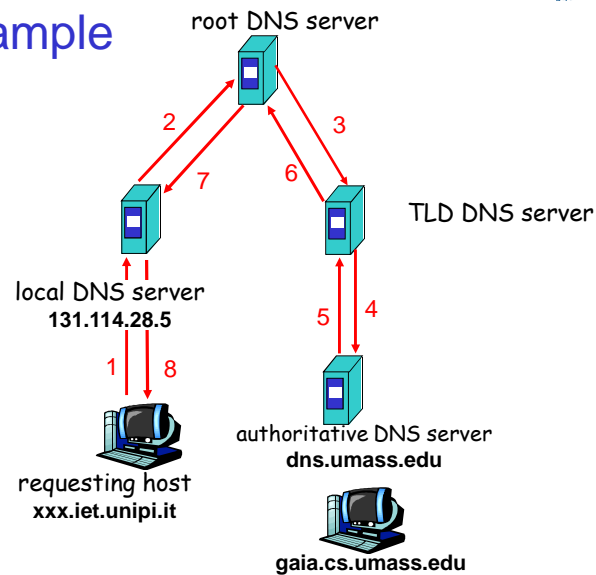 ample
root DNS server
2
3
7
6
TLD DNS server
local DNS server
131.114.28.5
5
4
1
8
authoritative DNS server
dns.umass.edu
requesting host
xxx.iet.unipi.it
gaia.cs.umass.edu